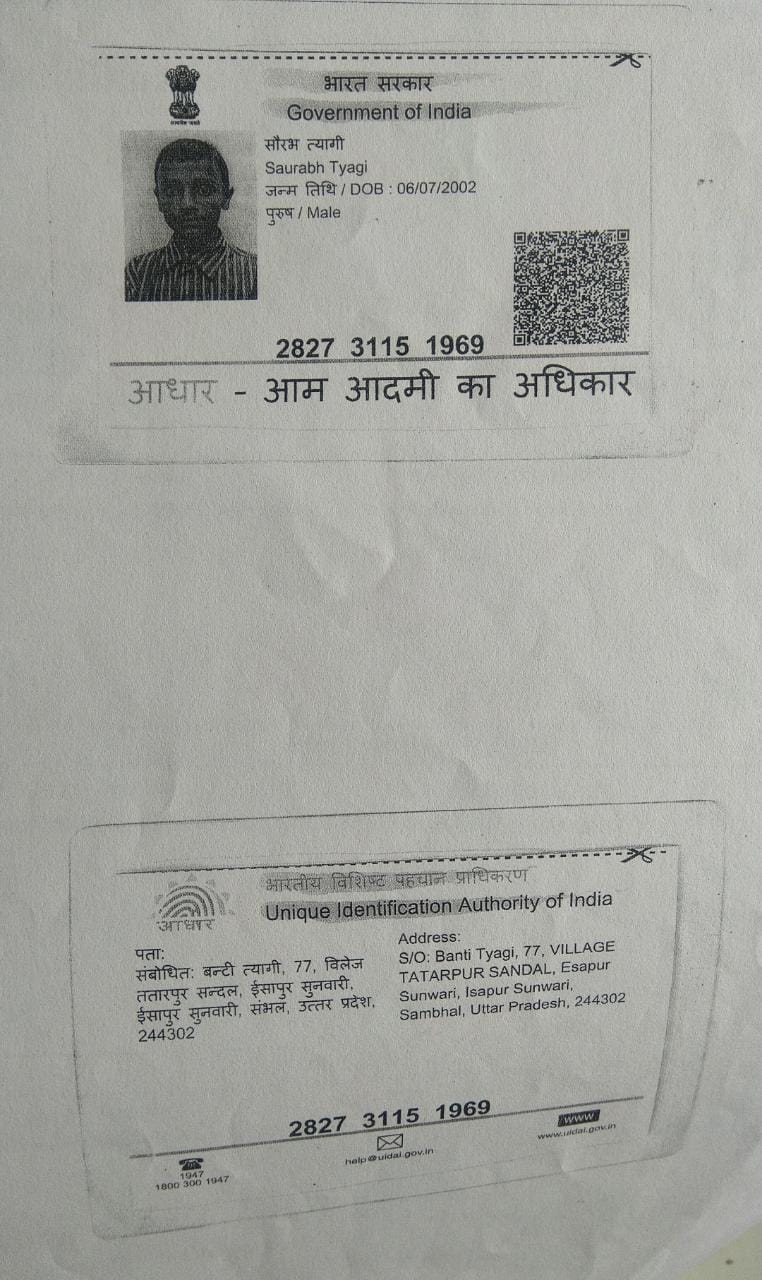 भारत सरकार
Government of India
सौरभ त्यागी
Saurabh Tyagi
जन्म तिथि / DOB : 06/07/2002
पुरुष / Male
2827 3115 1969
आधार - आम आदमी का अधिकार
भारतीय विशिष्ट पहचान प्राधिकरण
Unique Identification Authority of India
आधार
पता:
संबोधित: बन्टी त्यागी, 77, विलेज
ततारपुर सन्दल, ईसापुर सुनवारी,
ईसापुर सुनवारी, संभल, उत्तर प्रदेश,
244302
Address:
S/O: Banti Tyagi, 77, VILLAGE
TATARPUR SANDAL, Esapur
Sunwari, Isapur Sunwari,
Sambhal, Uttar Pradesh, 244302
2827 3115 1969
1947
1800 300 1947
help@uidai.gov.in
www
www.uidai.gov.in